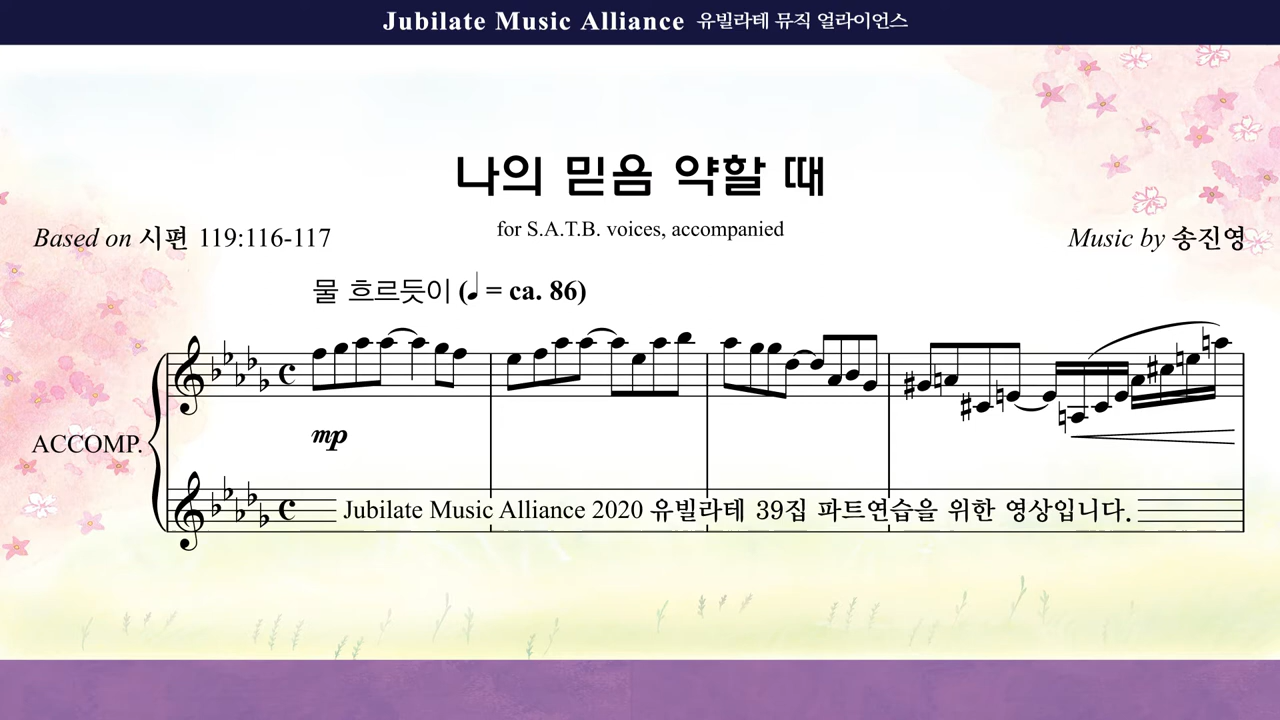 Jubilate Music Alliance 유빌라테 뮤직 얼라이언스
나의 믿음 약할 때
for S.A.T.B. voices, accompanied
Based on 시편 119:116-117
Music by 송진영
물 흐르듯이 (♩ = ca. 86)
mp
ACCOMP.
Jubilate Music Alliance 2020 유빌라테 39집 파트연습을 위한 영상입니다.